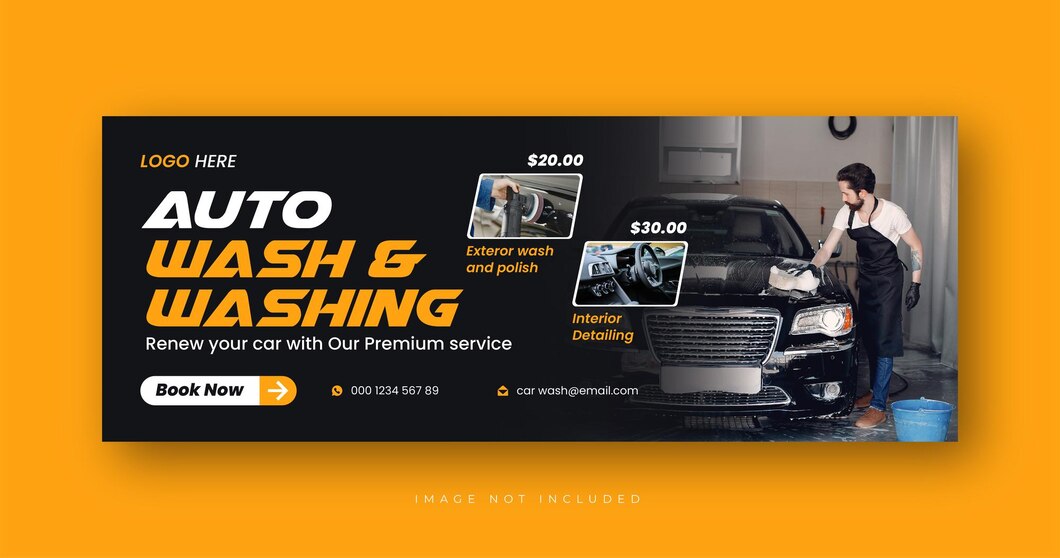 LOGO HERE
AUTO
WASH &
WASHING
Renew your car with Our Premium service
Book Now
000 1234 567 89
car wash@email.com
$20.00
Exteror wash
and polish
$30.00
Interior
Detailing
IMAGE NOT INCLUDED